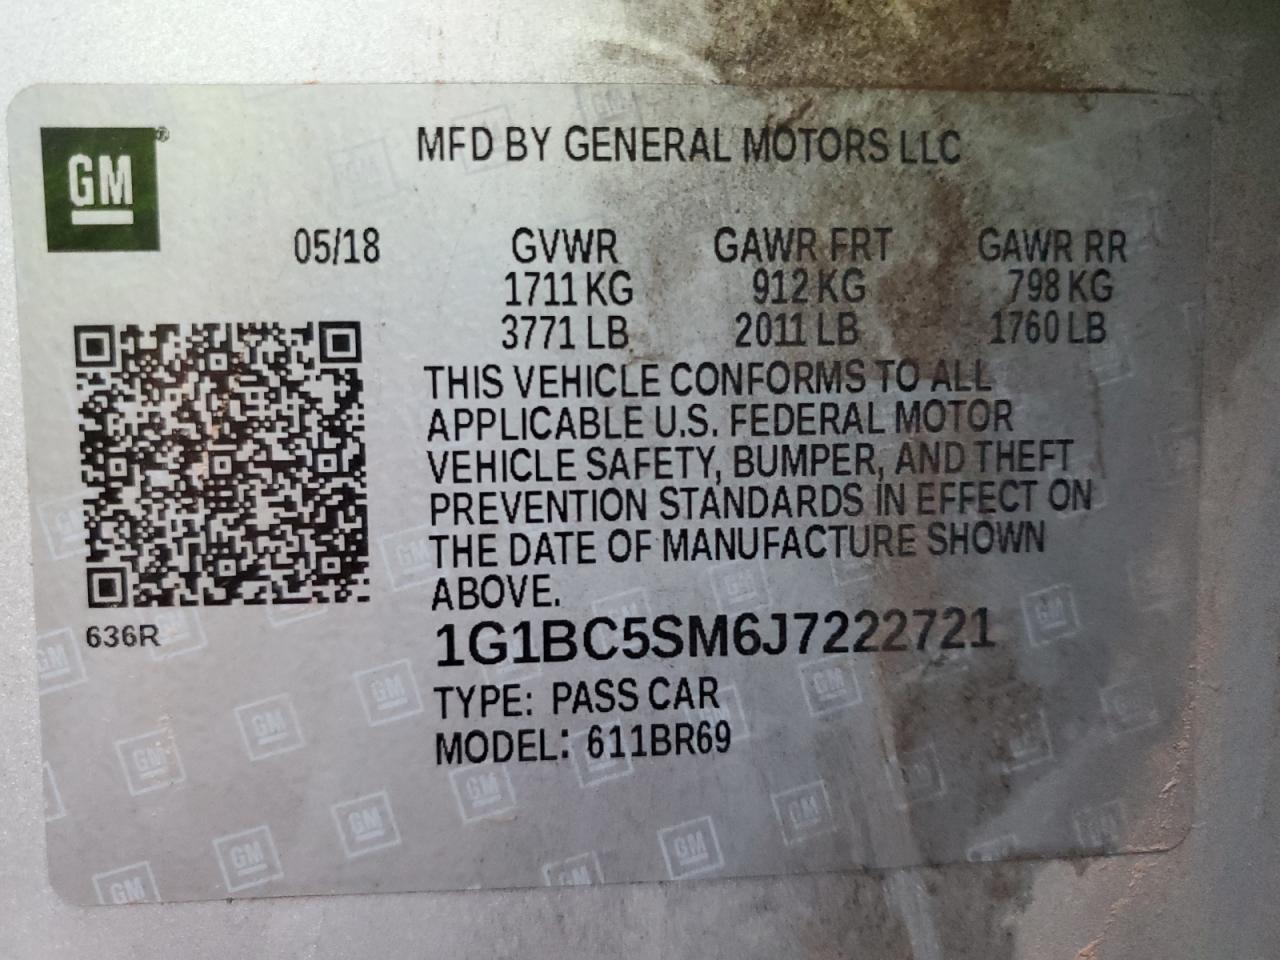 GM®
MFD BY GENERAL MOTORS LLC
05/18 GVWR GAWR FRT GAWR RR
1711 KG 912 KG 798 KG
3771 LB 2011 LB 1760 LB
THIS VEHICLE CONFORMS TO ALL
APPLICABLE U.S. FEDERAL MOTOR
VEHICLE SAFETY, BUMPER, AND THEFT
PREVENTION STANDARDS IN EFFECT ON
THE DATE OF MANUFACTURE SHOWN
ABOVE.
636R
1G1BC5SM6J7222721
TYPE: PASS CAR
MODEL: 611BR69